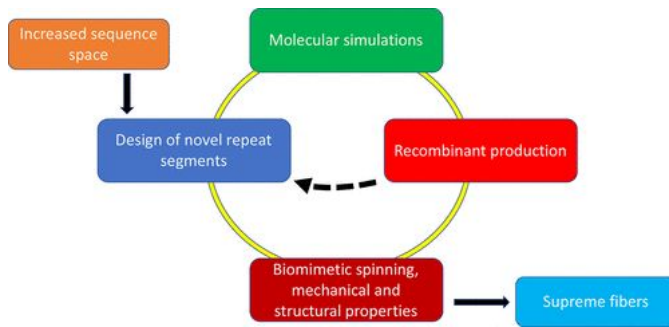 Increased sequence
space
Molecular simulations
Design of novel repeat
segments
Recombinant production
Biomimetic spinning,
mechanical and
structural properties
Supreme fibers